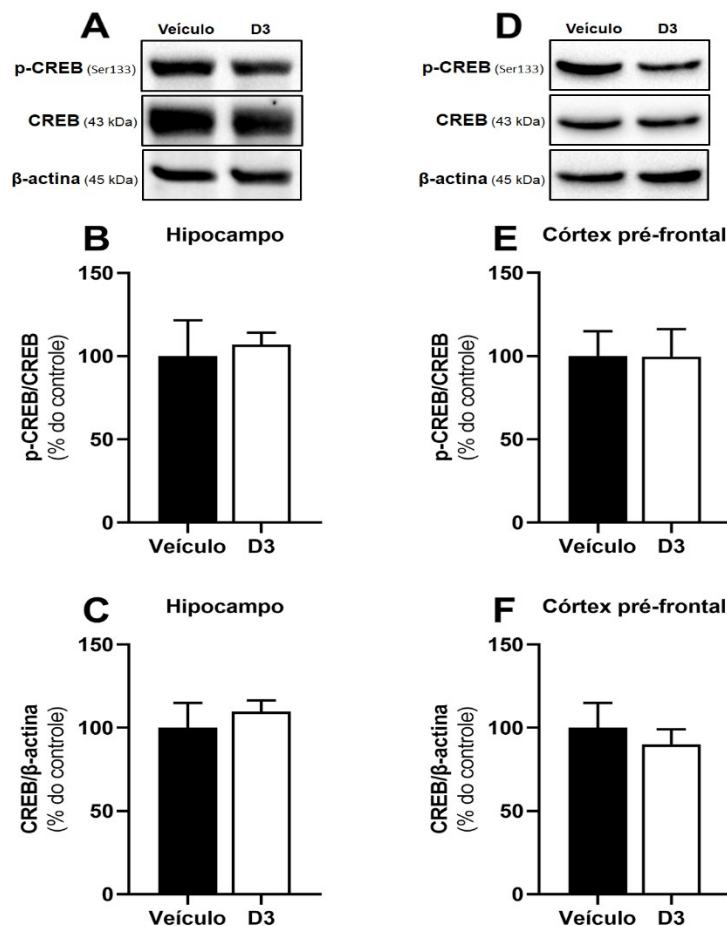 A
Veículo D3
p-CREB (Ser133)
CREB (43 kDa)
β-actina (45 kDa)
D
Veículo D3
p-CREB (Ser133)
CREB (43 kDa)
β-actina (45 kDa)
B Hipocampo
p-CREB/CREB
(% do controle)
150
100
50
0
Veículo D3
E Córtex pré-frontal
p-CREB/CREB
(% do controle)
150
100
50
0
Veículo D3
C Hipocampo
CREB/β-actina
(% do controle)
150
100
50
0
Veículo D3
F Córtex pré-frontal
CREB/β-actina
(% do controle)
150
100
50
0
Veículo D3